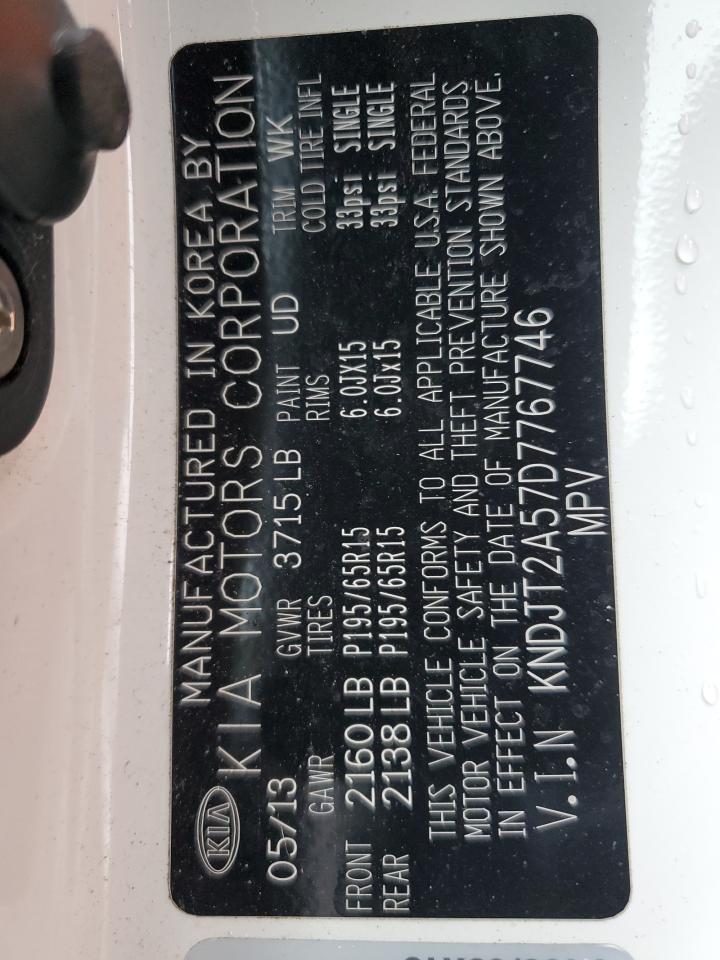 MANUFACTURED IN KOREA BY
KIA KIA MOTORS CORPORATION
05/13 GVWR 3715 LB PAINT UD TRIM WK
GAWR TIRES RIMS COLD TIRE INFL
FRONT 2160 LB P195/65R15 6.0JX15 33psi SINGLE
REAR 2138 LB P195/65R15 6.0Jx15 33psi SINGLE
THIS VEHICLE CONFORMS TO ALL APPLICABLE U.S.A. FEDERAL
MOTOR VEHICLE SAFETY AND THEFT PREVENTION STANDARDS
IN EFFECT ON THE DATE OF MANUFACTURE SHOWN ABOVE.
V.I.N KNDJT2A57D7767746
MPV